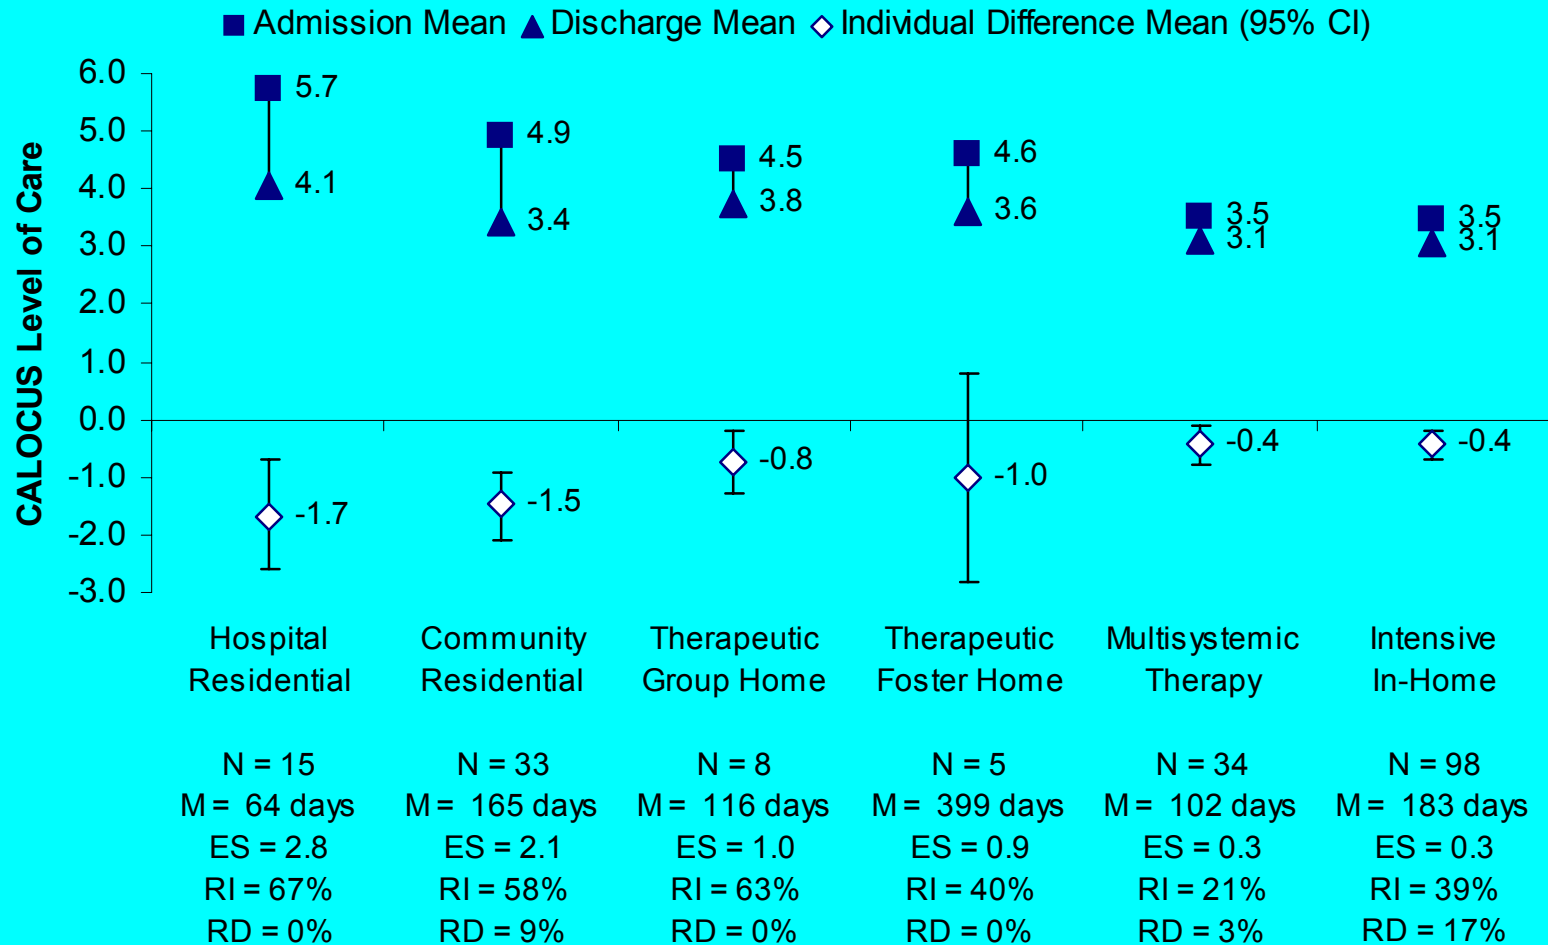 Admission Mean Discharge Mean Individual Difference Mean (95% CI)
CALOCUS Level of Care
6.0
5.0
4.0
3.0
2.0
1.0
0.0
-1.0
-2.0
-3.0
5.7
4.1
4.9
3.4
4.5
3.8
4.6
3.6
3.5
3.1
3.5
3.1
-1.7
-1.5
-0.8
-1.0
-0.4
-0.4
Hospital Residential
N = 15
M = 64 days
ES = 2.8
RI = 67%
RD = 0%
Community Residential
N = 33
M = 165 days
ES = 2.1
RI = 58%
RD = 9%
Therapeutic Group Home
N = 8
M = 116 days
ES = 1.0
RI = 63%
RD = 0%
Therapeutic Foster Home
N = 5
M = 399 days
ES = 0.9
RI = 40%
RD = 0%
Multisystemic Therapy
N = 34
M = 102 days
ES = 0.3
RI = 21%
RD = 3%
Intensive In-Home
N = 98
M = 183 days
ES = 0.3
RI = 39%
RD = 17%